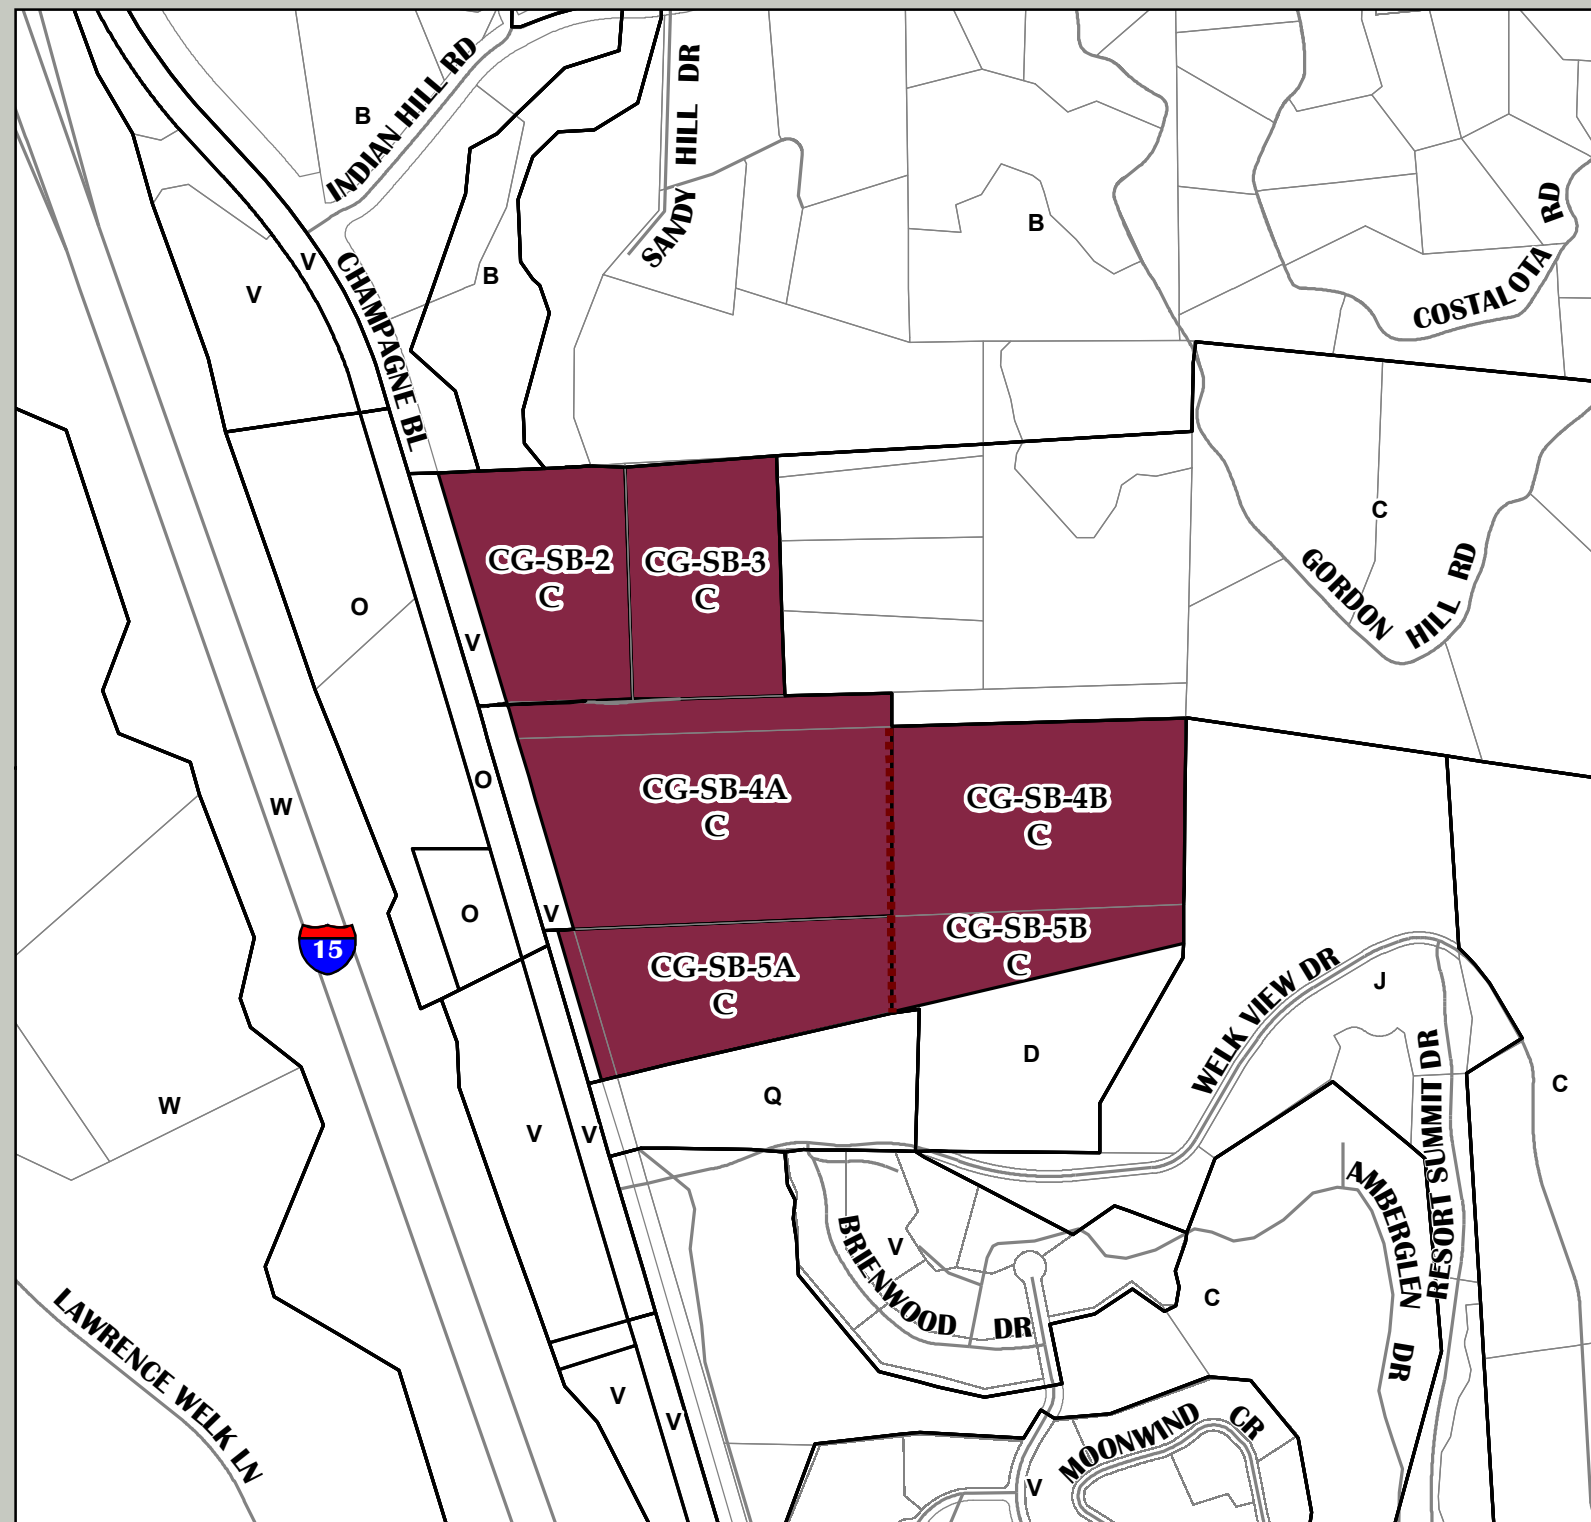 INDIAN HILL RD
B
SANDY HILL DR
B
COSTALOTA RD
V
V
CHAMPAGNE BL
B
C
GORDON HILL RD
O
V
CG-SB-2
C
CG-SB-3
C
W
O
CG-SB-4A
C
CG-SB-4B
C
O
V
15
CG-SB-5A
C
CG-SB-5B
C
WELK VIEW DR
J
D
Q
C
W
V
V
RESORT SUMMIT DR
AMBERGLEN DR
BRIENWOOD DR
V
C
LAWRENCE WELK LN
V
V
MOONWIND CR
V